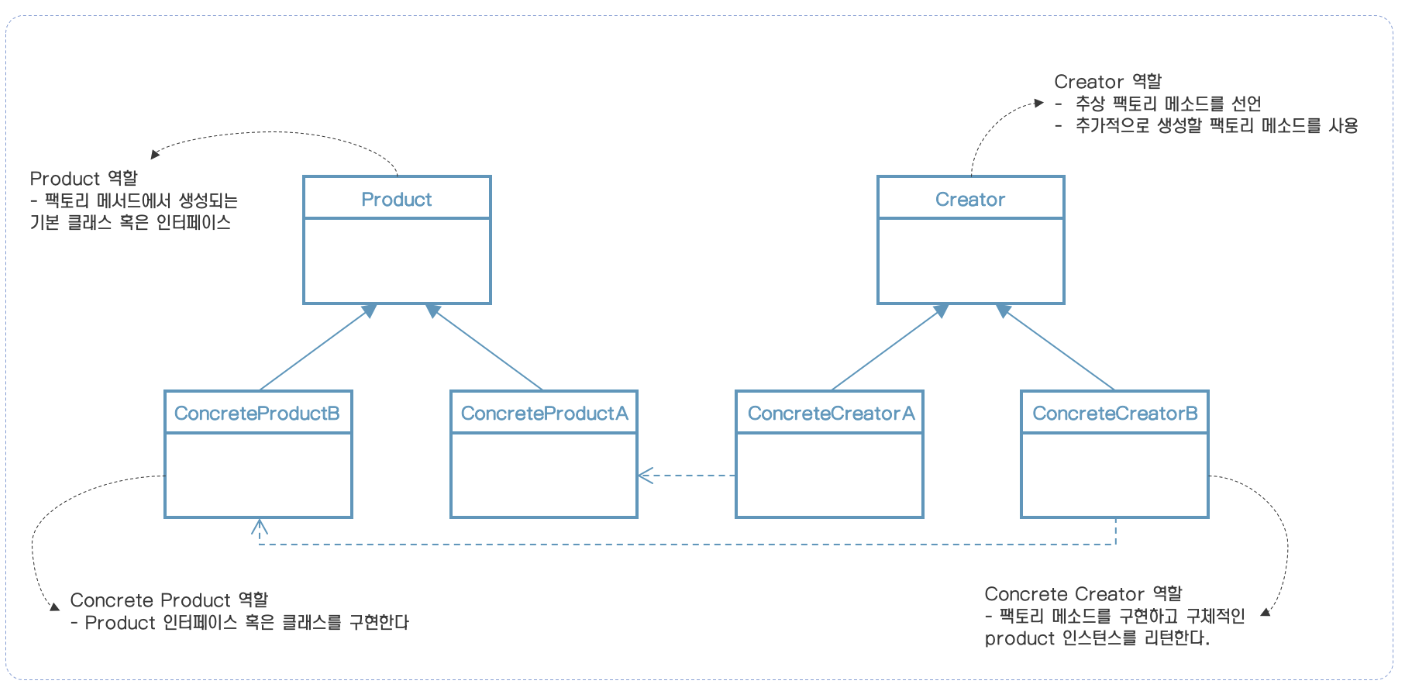 Creator 역할
- 추상 팩토리 메소드를 선언
- 추가적으로 생성할 팩토리 메소드를 사용
Product 역할
- 팩토리 메서드에서 생성되는
기본 클래스 혹은 인터페이스
Product
Creator
ConcreteProductB
ConcreteProductA
ConcreteCreatorA
ConcreteCreatorB
Concrete Product 역할
- Product 인터페이스 혹은 클래스를 구현한다
Concrete Creator 역할
- 팩토리 메소드를 구현하고 구체적인
product 인스턴스를 리턴한다.